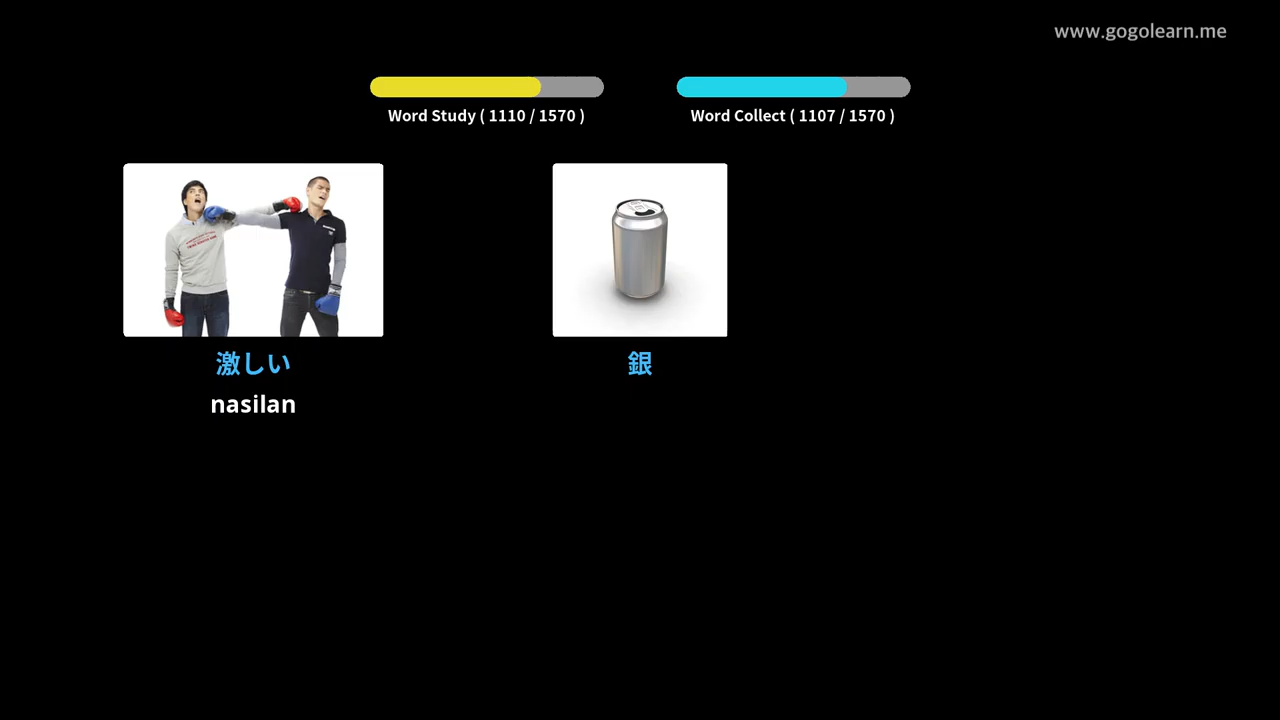 www.gogolearn.me
Word Study ( 1110 / 1570 )
Word Collect ( 1107 / 1570 )
激しい
nasilan
銀